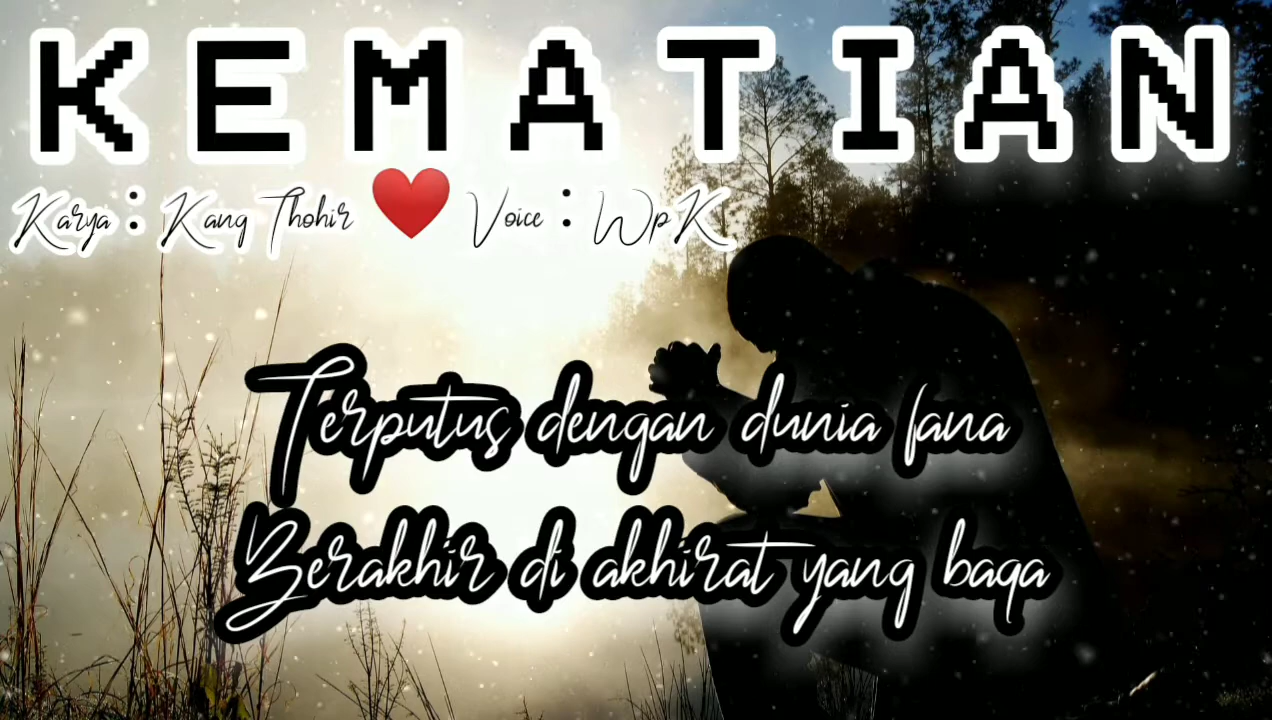 KEMATIAN
Karya : Kang Thohir ❤️ Voice : WpK
Terputus dengan dunia fana
Berakhir di akhirat yang baqa